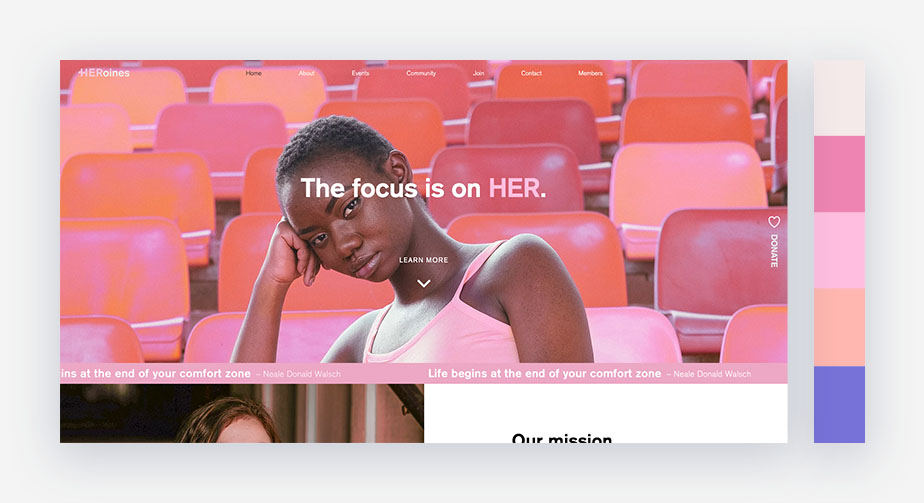 HERoines
Home About Events Community Join Contact Members
The focus is on HER.
LEARN MORE
DONATE
ins at the end of your comfort zone – Neale Donald Walsch Life begins at the end of your comfort zone – Neale Donald Walsch
Our mission